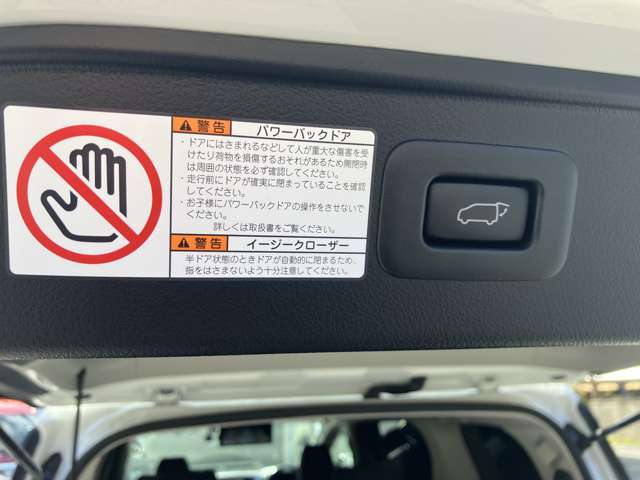 警告 パワーバックドア
・ドアにはさまれるなどして人が重大な傷害を受
けたり荷物を損傷するおそれがあるため開閉時
は周囲の状態を必ず確認してください。
・走行前にドアが確実に閉まっていることを確認
してください。
・お子様にパワーバックドアの操作をさせないで
ください。
詳しくは取扱書をご覧ください。
警告 イージークローザー
半ドア状態のときドアが自動的に閉まるため、
指をはさまないよう十分注意してください。